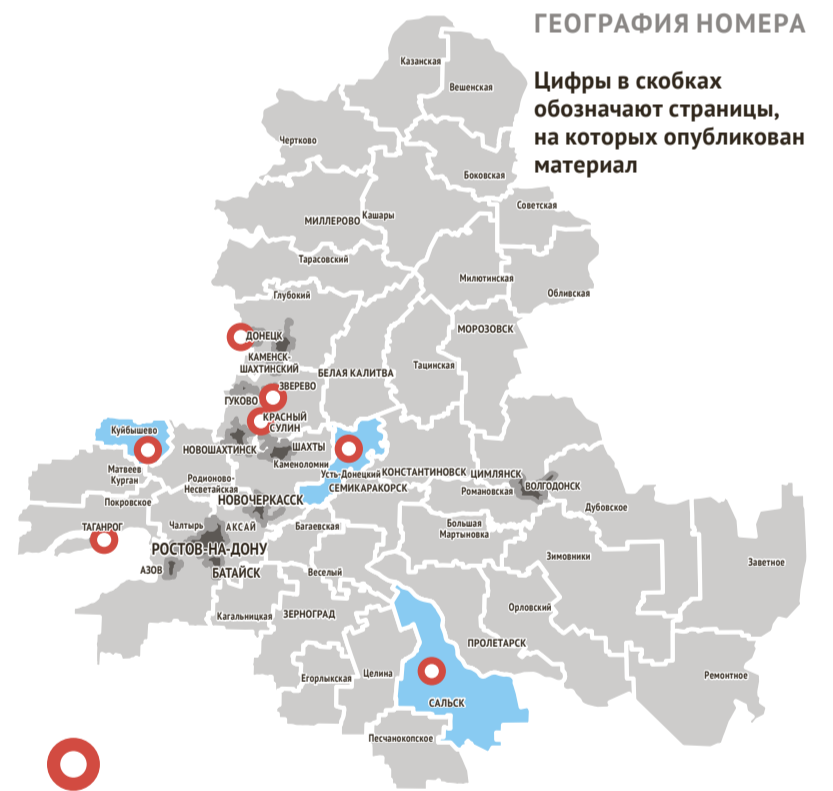 ГЕОГРАФИЯ НОМЕРА
Цифры в скобках
обозначают страницы,
на которых опубликован
материал
Казанская
Вешенская
Чертково
Боковская
Советская
МИЛЛЕРОВО
Кашары
Тарасовский
Милютинская
Обливская
Глубокий
МОРОЗОВСК
ДОНЕЦК
КАМЕНСК-
ШАХТИНСКИЙ
БЕЛАЯ КАЛИТВА
Тацинская
ЗВЕРЕВО
ГУКОВО
КРАСНЫЙ
СУЛИН
Куйбышево
НОВОШАХТИНСК
ШАХТЫ
Каменоломни
Матвеев
Курган
Усть-Донецкий
КОНСТАНТИНОВСК
ЦИМЛЯНСК
Родионово-
Несветайская
СЕМИКАРАКОРСК
Романовская
ВОЛГОДОНСК
Покровское
НОВОЧЕРКАССК
Дубовское
ТАГАНРОГ
Чалтырь
АКСАЙ
Багаевская
Большая
Мартыновка
РОСТОВ-НА-ДОНУ
Зимовники
Заветное
АЗОВ
БАТАЙСК
Веселый
Кагальницкая
ЗЕРНОГРАД
Орловский
ПРОЛЕТАРСК
Егорлыкская
Целина
Ремонтное
САЛЬСК
Песчанокопское